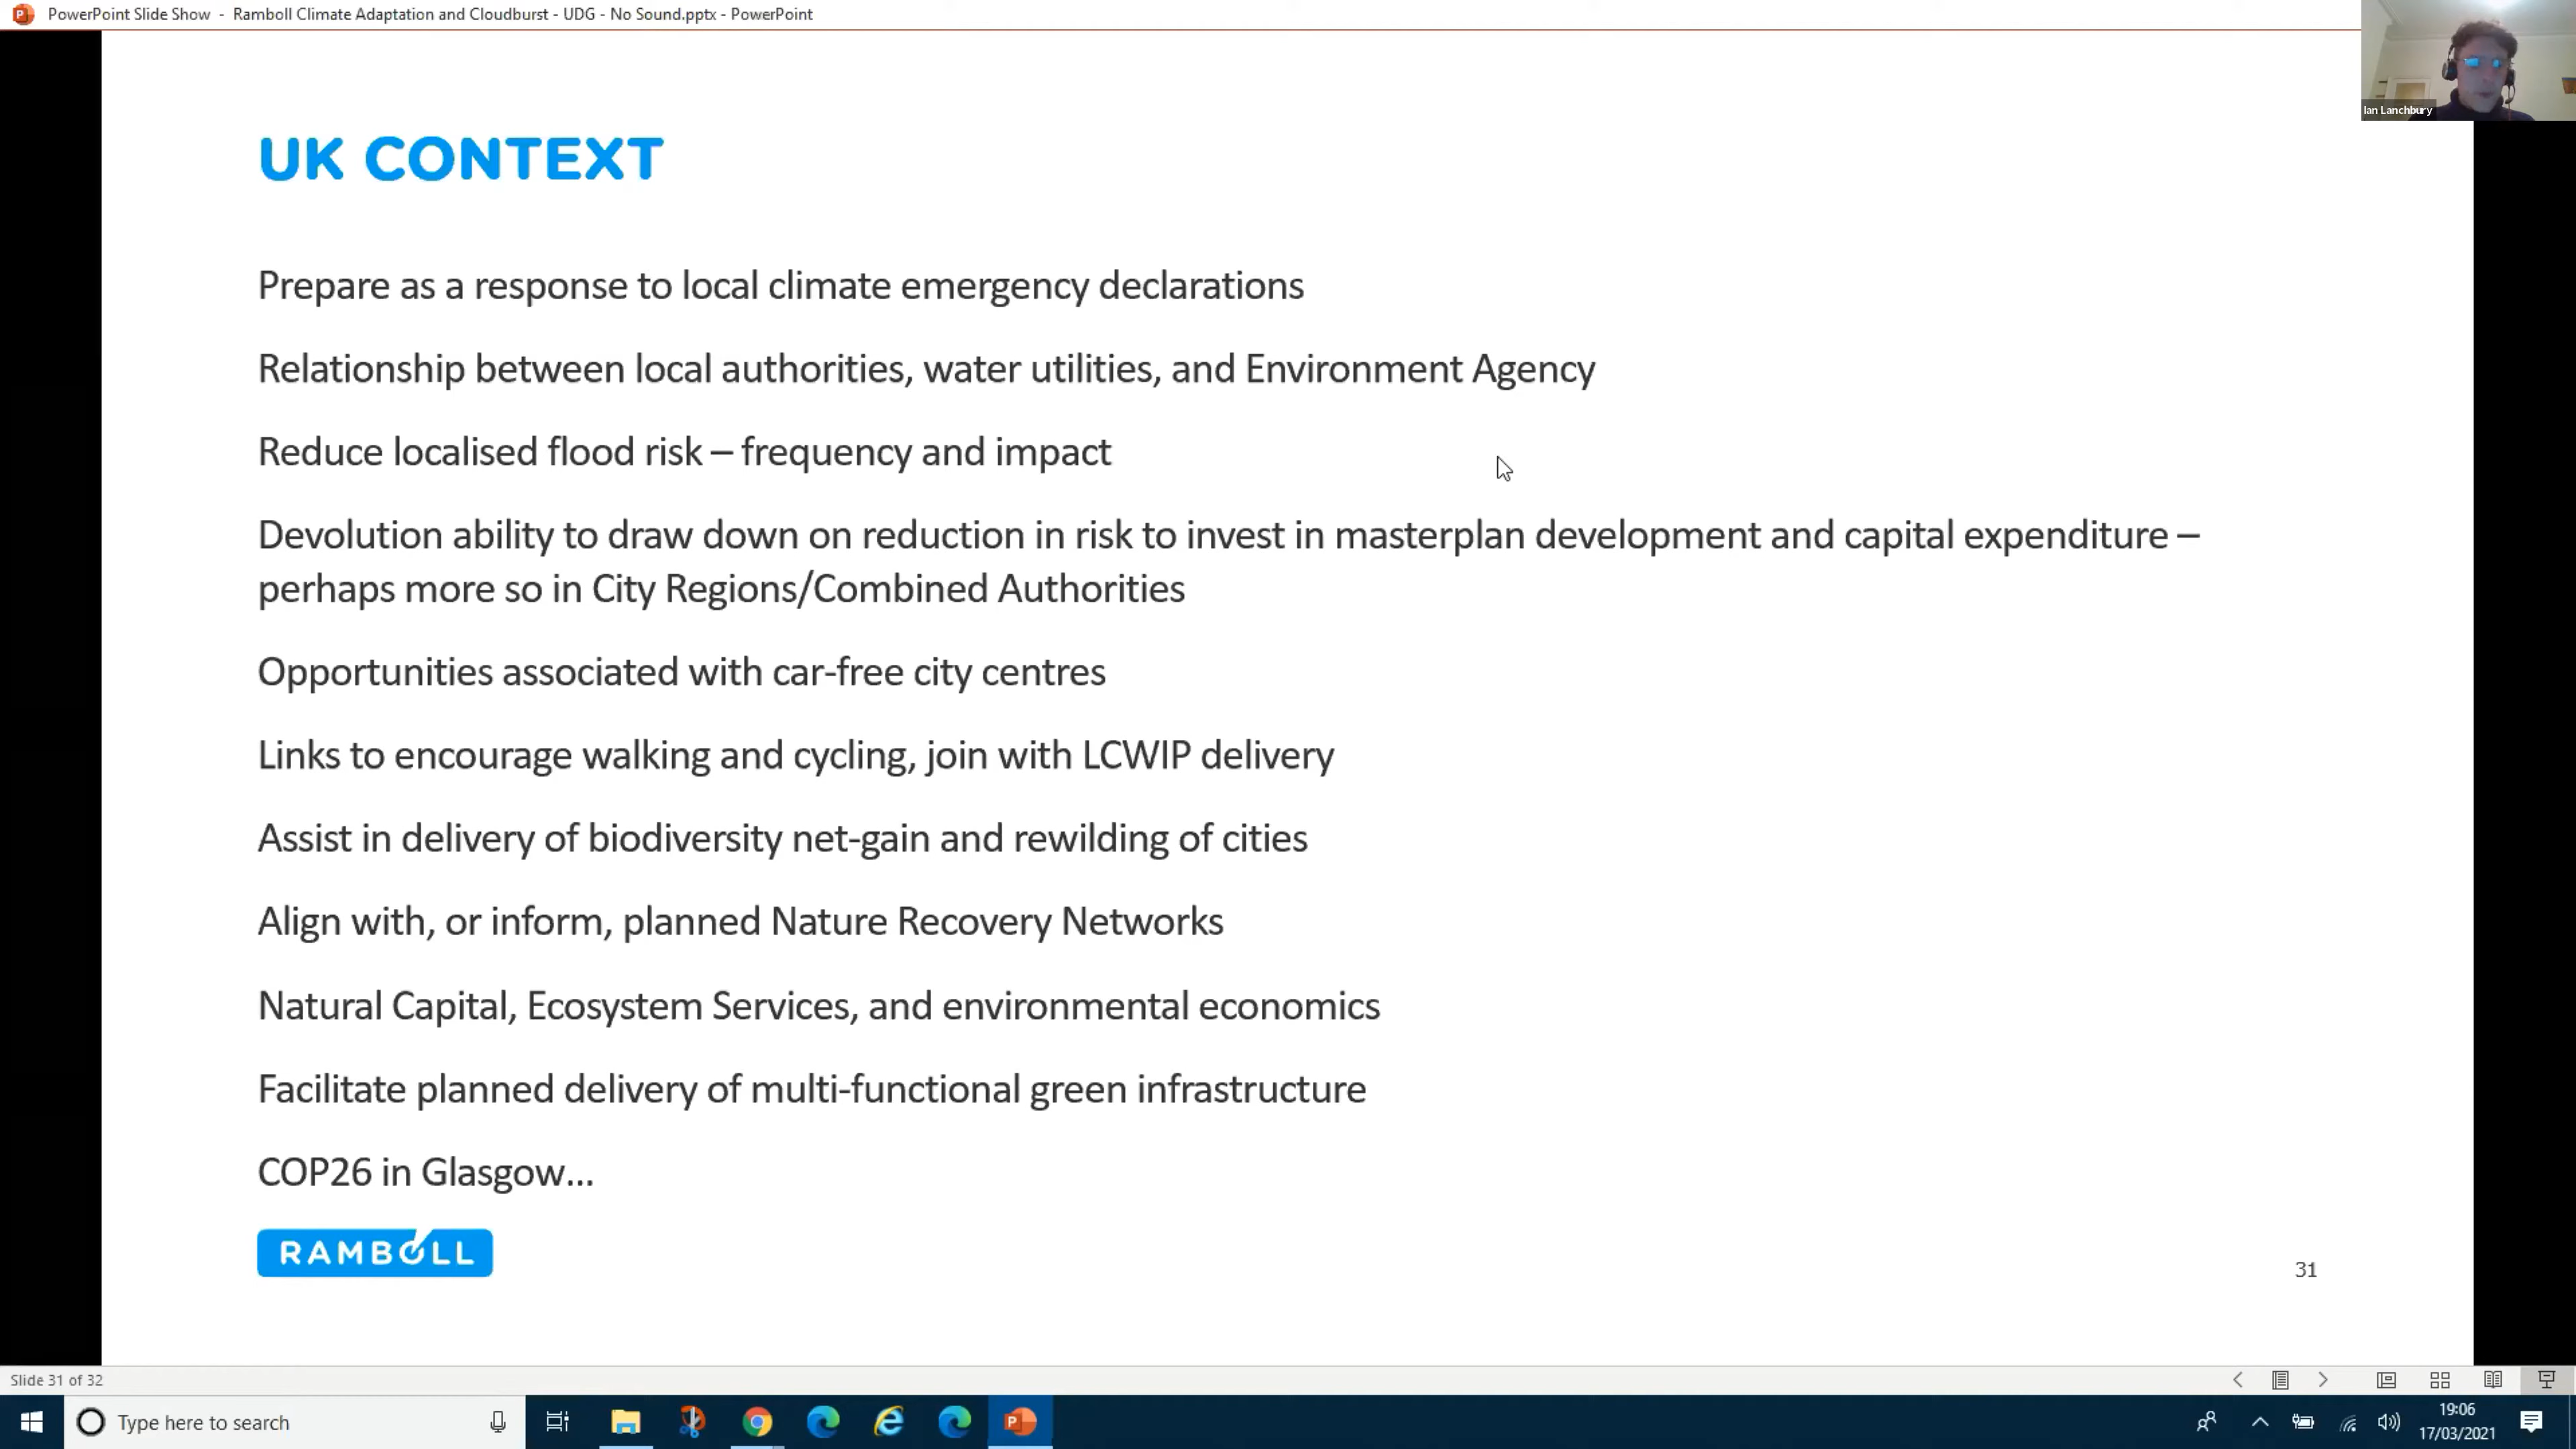 PowerPoint Slide Show - Ramboll Climate Adaptation and Cloudburst - UDG - No Sound.pptx - PowerPoint
Ian Lanchbury
UK CONTEXT
Prepare as a response to local climate emergency declarations
Relationship between local authorities, water utilities, and Environment Agency
Reduce localised flood risk – frequency and impact
Devolution ability to draw down on reduction in risk to invest in masterplan development and capital expenditure –
perhaps more so in City Regions/Combined Authorities
Opportunities associated with car-free city centres
Links to encourage walking and cycling, join with LCWIP delivery
Assist in delivery of biodiversity net-gain and rewilding of cities
Align with, or inform, planned Nature Recovery Networks
Natural Capital, Ecosystem Services, and environmental economics
Facilitate planned delivery of multi-functional green infrastructure
COP26 in Glasgow...
RAMBOLL
31
Slide 31 of 32
Type here to search
19:06
17/03/2021